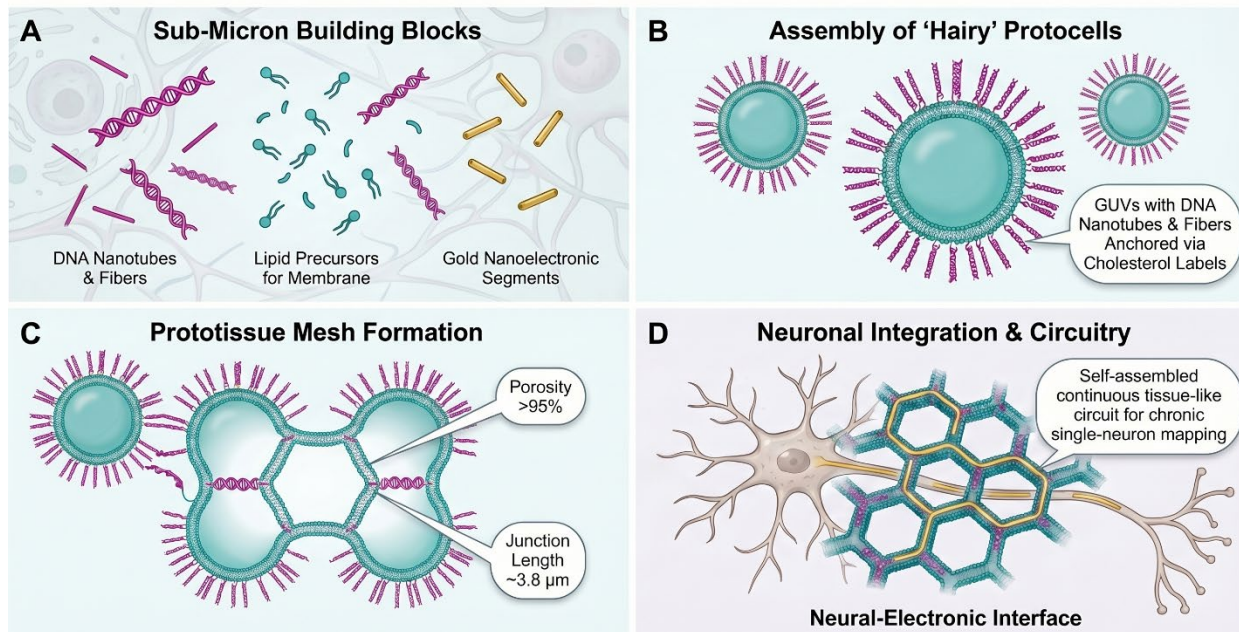 A
Sub-Micron Building Blocks
DNA Nanotubes
& Fibers
Lipid Precursors
for Membrane
Gold Nanoelectronic
Segments
B
Assembly of ‘Hairy’ Protocells
GUVs with DNA
Nanotubes & Fibers
Anchored via
Cholesterol Labels
C
Prototissue Mesh Formation
Porosity
>95%
Junction
Length
~3.8 µm
D
Neuronal Integration & Circuitry
Self-assembled
continuous tissue-like
circuit for chronic
single-neuron mapping
Neural-Electronic Interface